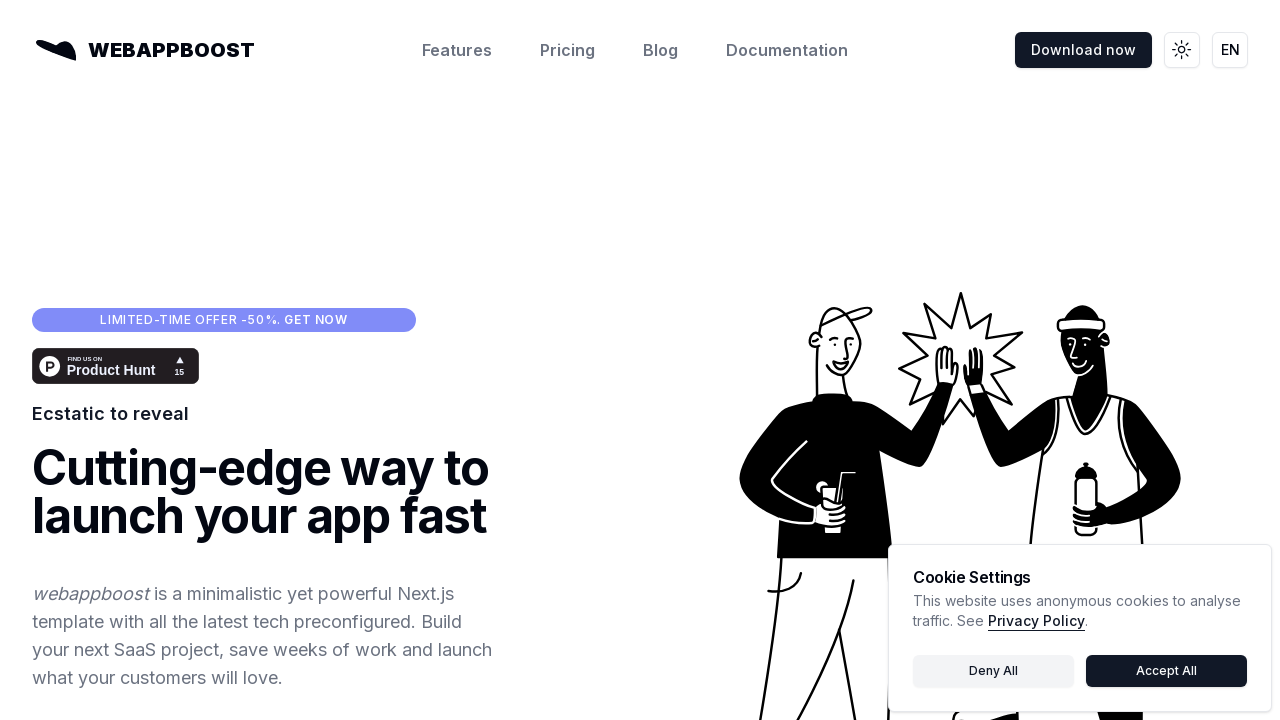 WEBAPPBOOST
Features
Pricing
Blog
Documentation
Download now
EN
LIMITED-TIME OFFER -50%. GET NOW
FIND US ON
Product Hunt
15
Ecstatic to reveal
Cutting-edge way to
launch your app fast
webappboost is a minimalistic yet powerful Next.js
template with all the latest tech preconfigured. Build
your next SaaS project, save weeks of work and launch
what your customers will love.
Cookie Settings
This website uses anonymous cookies to analyse
traffic. See Privacy Policy.
Deny All
Accept All